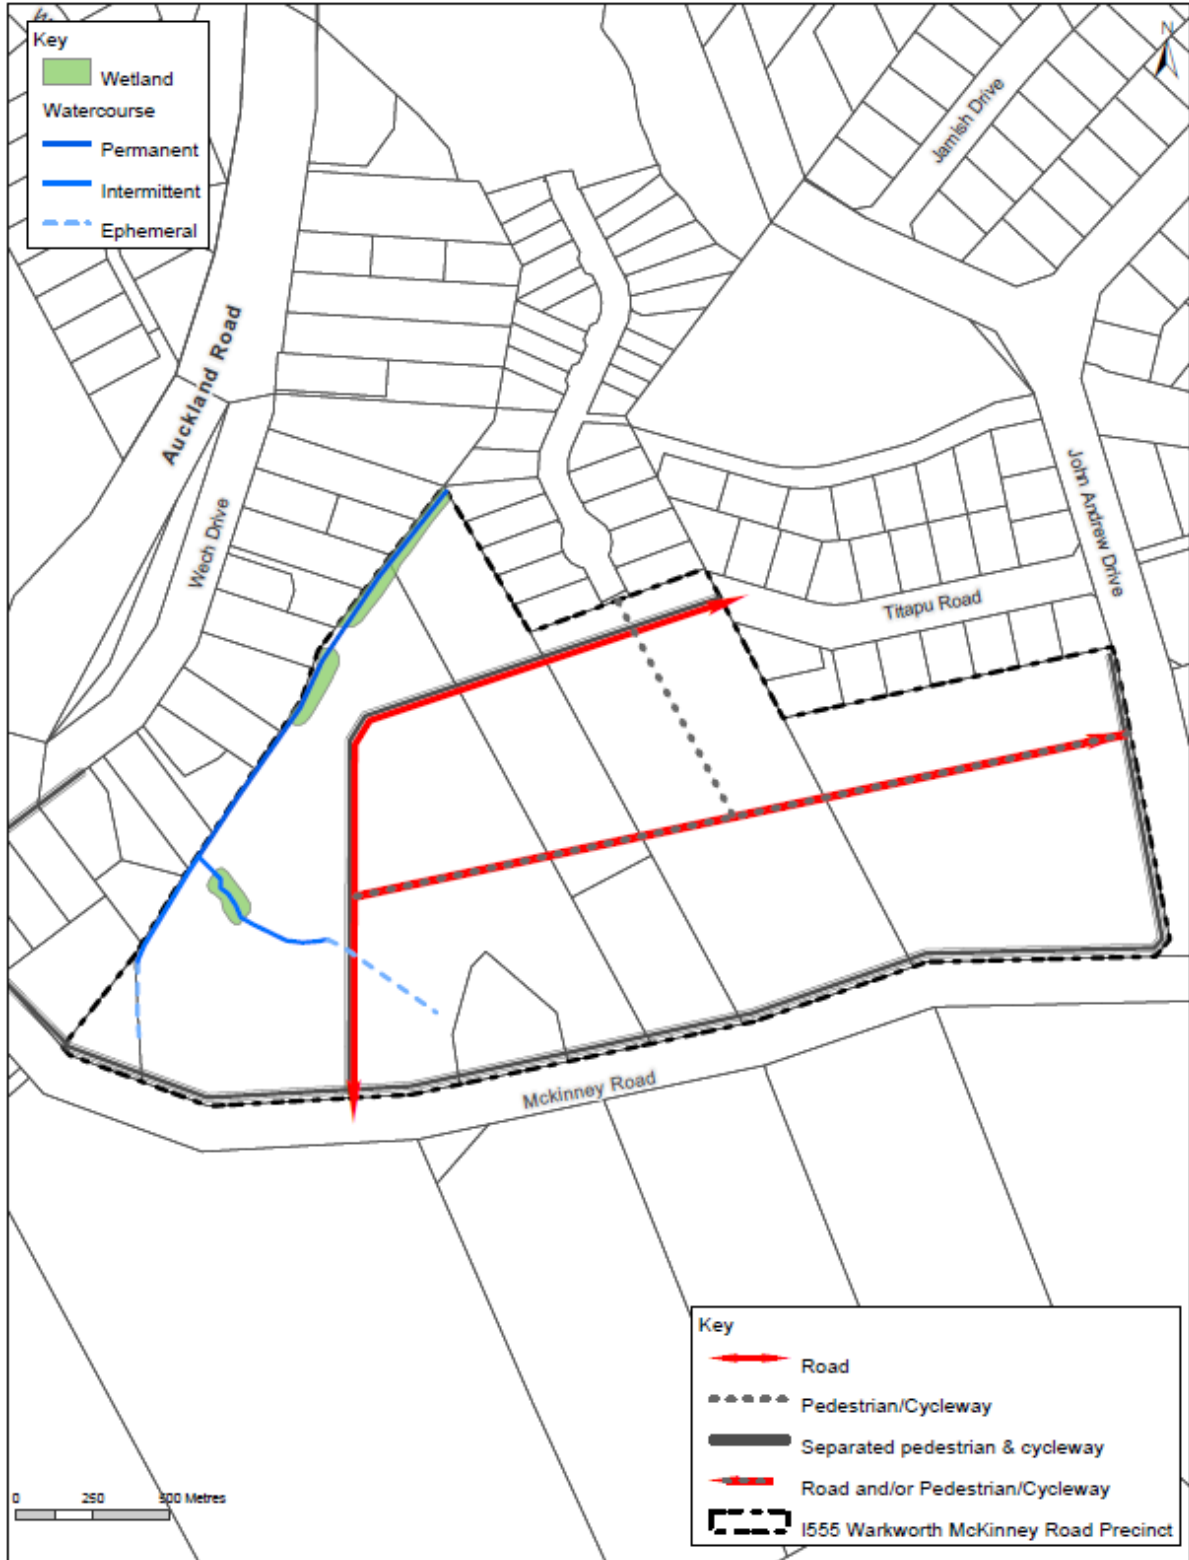 Key
Wetland
Watercourse
Permanent
Intermittent
Ephemeral
N
Jamish Drive
Auckland Road
Wech Drive
John Andrew Drive
Titapu Road
Mckinney Road
Key
Road
Pedestrian/Cycleway
Separated pedestrian & cycleway
Road and/or Pedestrian/Cycleway
I555 Warkworth McKinney Road Precinct
0 250 500 Metres